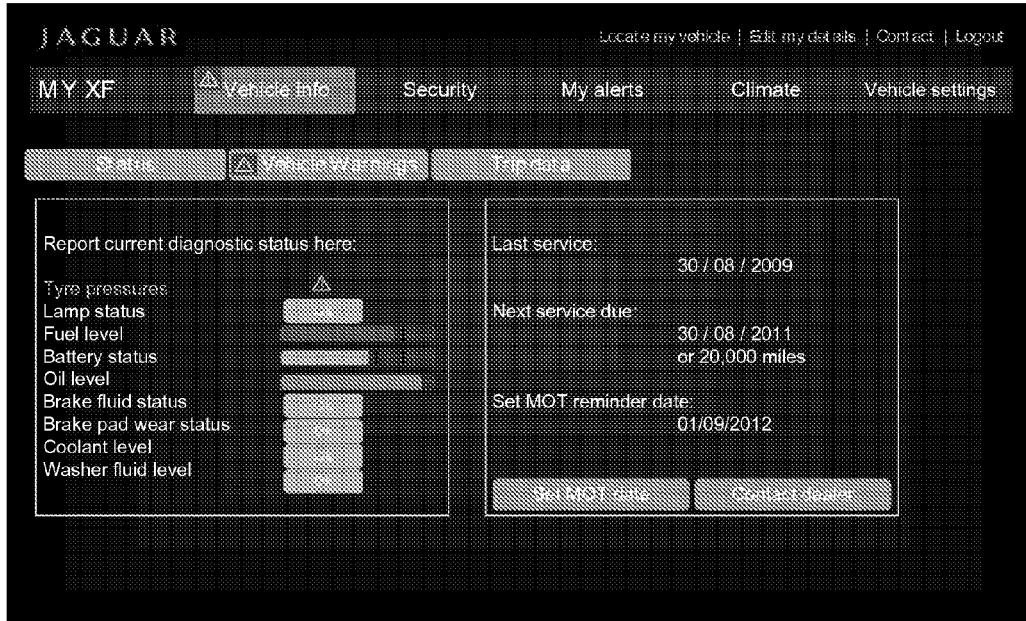 JAGUAR
Locate my vehicle | Edit my details | Contact | Logout
MY XF
Vehicle Info
Security
My alerts
Climate
Vehicle settings
Status
Vehicle Warnings
Trip data
Report current diagnostic status here:
Tyre pressures
Lamp status
Fuel level
Battery status
Oil level
Brake fluid status
Brake pad wear status
Coolant level
Washer fluid level
Last service:
30 / 08 / 2009
Next service due:
30 / 08 / 2011
or 20,000 miles
Set MOT reminder date:
01/09/2012
Set MOT date
Contact dealer